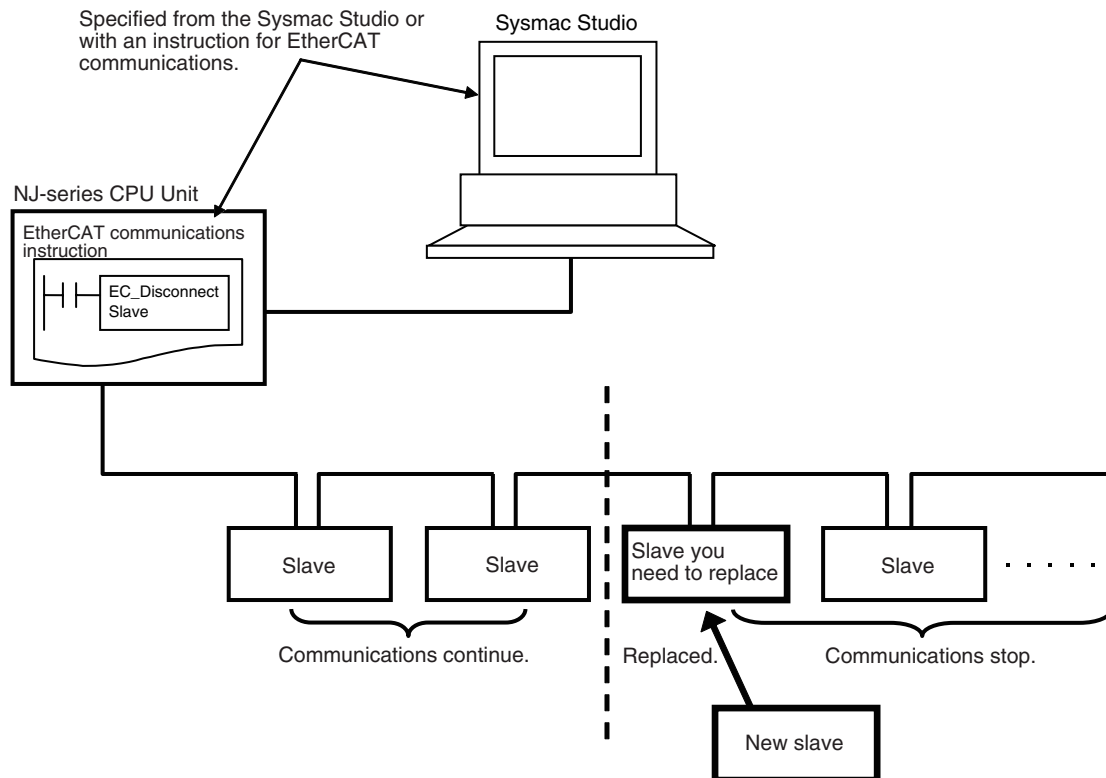 Specified from the Sysmac Studio or
with an instruction for EtherCAT
communications.
Sysmac Studio
NJ-series CPU Unit
EtherCAT communications
instruction
EC_Disconnect
Slave
Slave
Slave
Slave you
need to replace
Slave
. . . . . .
Communications continue.
Replaced.
Communications stop.
New slave